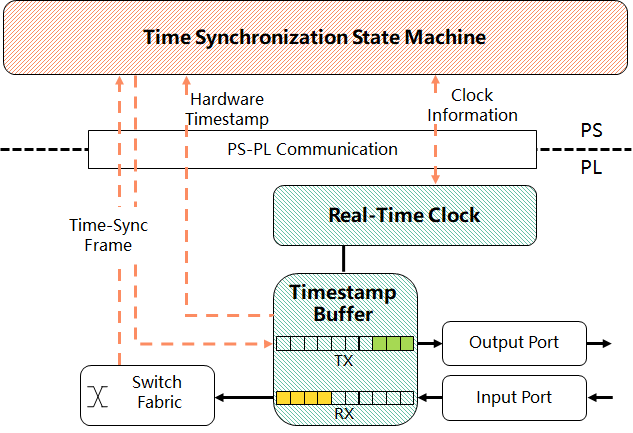 Time Synchronization State Machine
Hardware
Timestamp
Clock
Information
PS-PL Communication
PS
PL
Time-Sync
Frame
Real-Time Clock
Timestamp
Buffer
TX
Output Port
Switch
Fabric
RX
Input Port